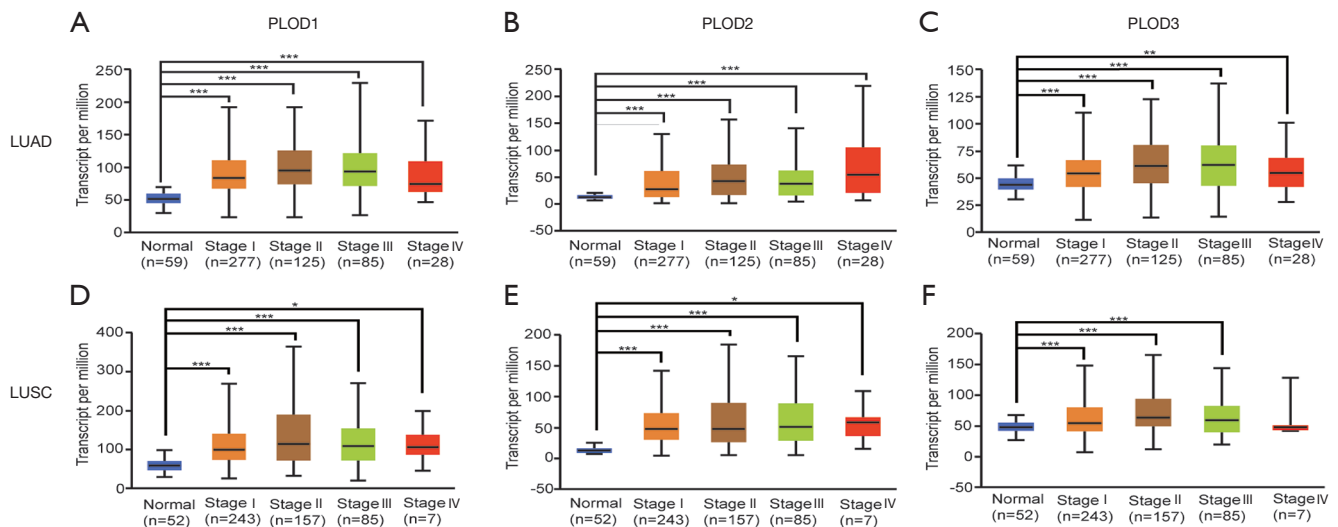 A PLOD1
B PLOD2
C PLOD3
LUAD
Transcript per million
250
200
150
100
50
0
***
***
***
***
Normal Stage I Stage II Stage III Stage IV
(n=59) (n=277) (n=125) (n=85) (n=28)
Transcript per million
250
200
150
100
50
0
-50
***
***
***
***
Normal Stage I Stage II Stage III Stage IV
(n=59) (n=277) (n=125) (n=85) (n=28)
Transcript per million
150
125
100
75
50
25
0
**
***
***
***
Normal Stage I Stage II Stage III Stage IV
(n=59) (n=277) (n=125) (n=85) (n=28)
LUSC
D
Transcript per million
400
300
200
100
0
*
***
***
***
Normal Stage I Stage II Stage III Stage IV
(n=52) (n=243) (n=157) (n=85) (n=7)
E
Transcript per million
200
150
100
50
0
-50
*
***
***
***
Normal Stage I Stage II Stage III Stage IV
(n=52) (n=243) (n=157) (n=85) (n=7)
F
Transcript per million
200
150
100
50
0
-50
***
***
***
Normal Stage I Stage II Stage III Stage IV
(n=52) (n=243) (n=157) (n=85) (n=7)